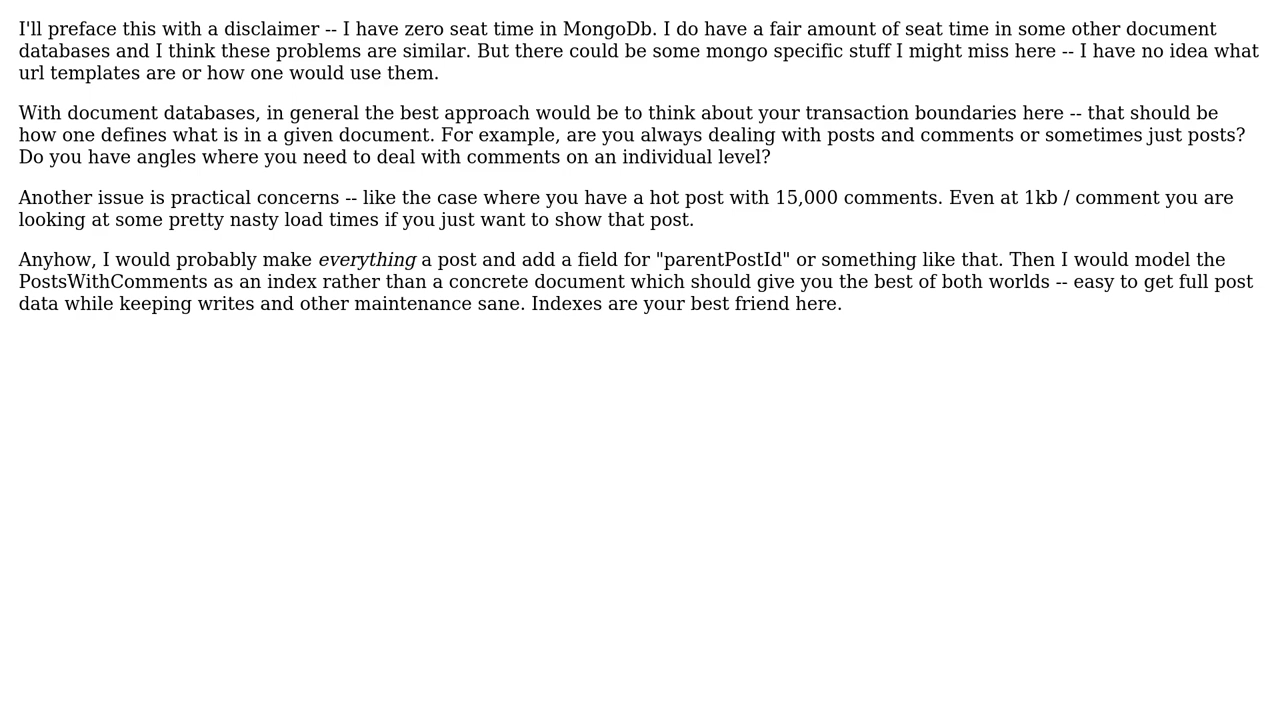 I'll preface this with a disclaimer -- I have zero seat time in MongoDb. I do have a fair amount of seat time in some other document
databases and I think these problems are similar. But there could be some mongo specific stuff I might miss here -- I have no idea what
url templates are or how one would use them.
With document databases, in general the best approach would be to think about your transaction boundaries here -- that should be
how one defines what is in a given document. For example, are you always dealing with posts and comments or sometimes just posts?
Do you have angles where you need to deal with comments on an individual level?
Another issue is practical concerns -- like the case where you have a hot post with 15,000 comments. Even at 1kb / comment you are
looking at some pretty nasty load times if you just want to show that post.
Anyhow, I would probably make everything a post and add a field for "parentPostId" or something like that. Then I would model the
PostsWithComments as an index rather than a concrete document which should give you the best of both worlds -- easy to get full post
data while keeping writes and other maintenance sane. Indexes are your best friend here.